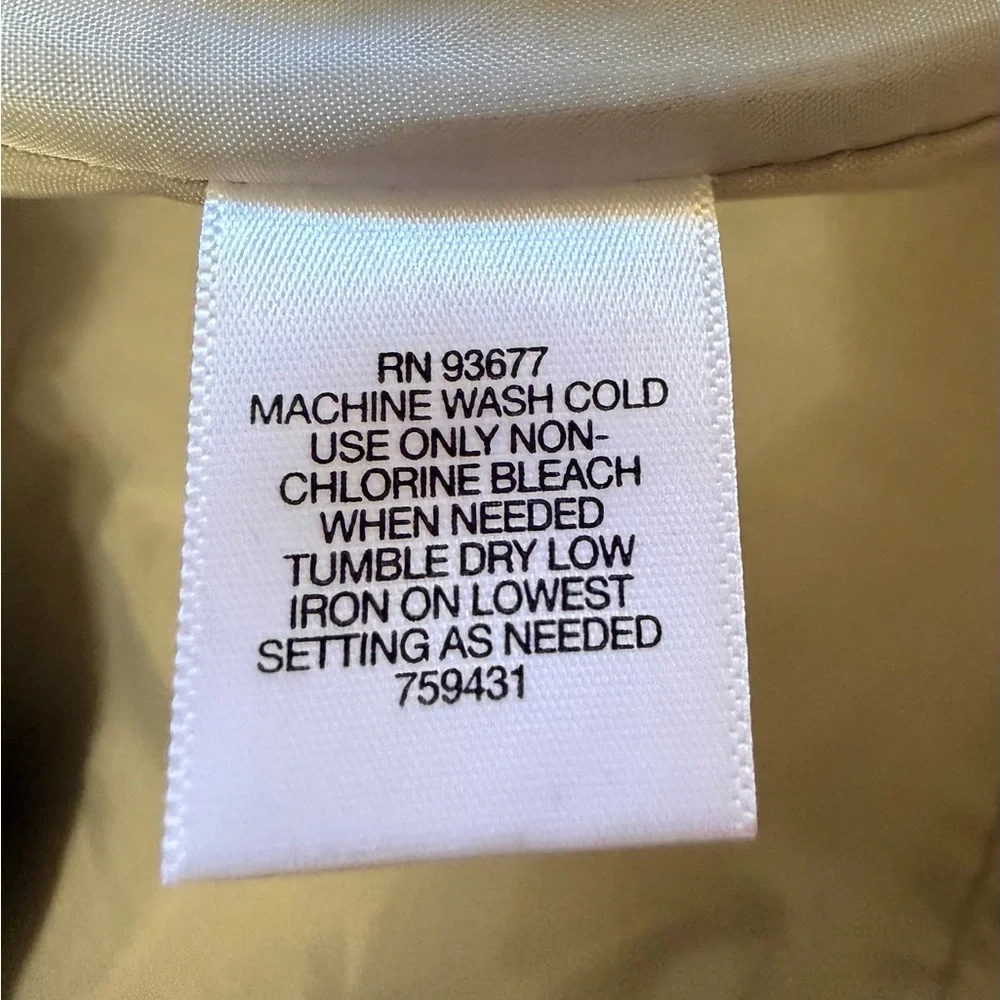 RN 93677
MACHINE WASH COLD
USE ONLY NON-
CHLORINE BLEACH
WHEN NEEDED
TUMBLE DRY LOW
IRON ON LOWEST
SETTING AS NEEDED
759431